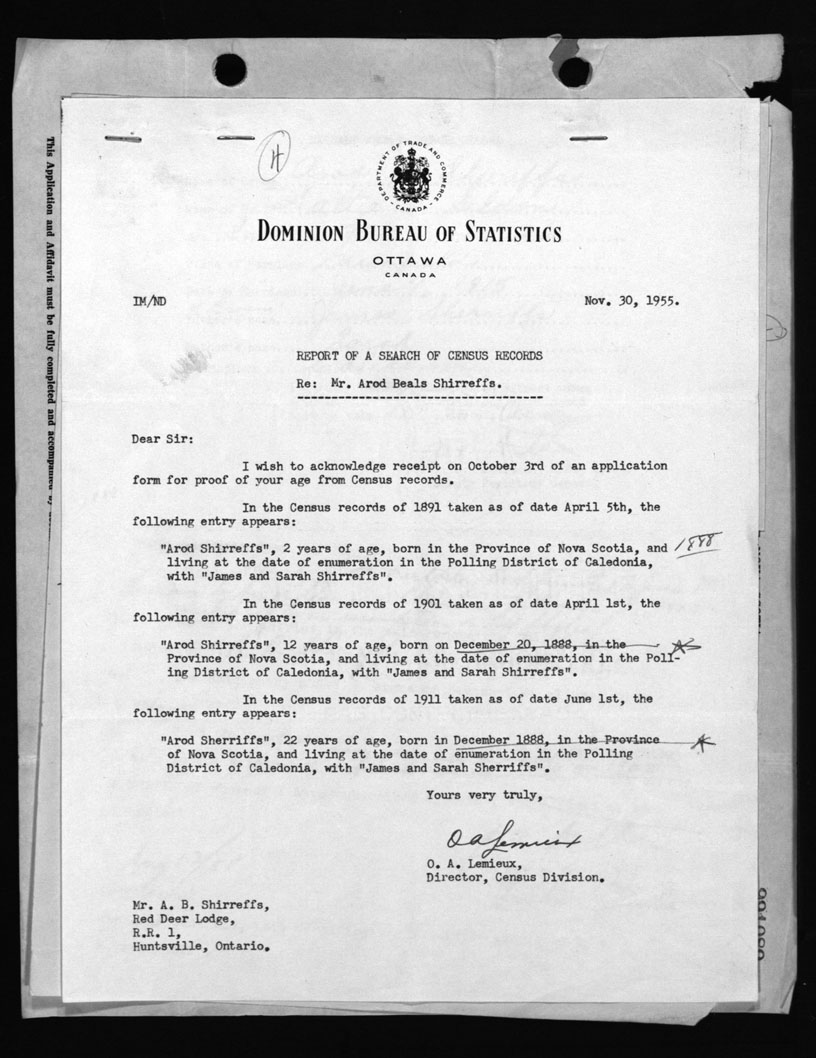 This Application and Affidavit must be fully completed and accompanied
4
DEPARTMENT OF TRADE AND COMMERCE
- CANADA -
DOMINION BUREAU OF STATISTICS
OTTAWA
CANADA
IM/ND
Nov. 30, 1955.
REPORT OF A SEARCH OF CENSUS RECORDS
Re: Mr. Arod Beals Shirreffs.
Dear Sir:
I wish to acknowledge receipt on October 3rd of an application
form for proof of your age from Census records.
In the Census records of 1891 taken as of date April 5th, the
following entry appears:
"Arod Shirreffs", 2 years of age, born in the Province of Nova Scotia, and 1888
living at the date of enumeration in the Polling District of Caledonia,
with "James and Sarah Shirreffs".
In the Census records of 1901 taken as of date April 1st, the
following entry appears:
"Arod Shirreffs", 12 years of age, born on December 20, 1888, in the
Province of Nova Scotia, and living at the date of enumeration in the Poll-
ing District of Caledonia, with "James and Sarah Shirreffs".
In the Census records of 1911 taken as of date June 1st, the
following entry appears:
"Arod Sherriffs", 22 years of age, born in December 1888, in the Province
of Nova Scotia, and living at the date of enumeration in the Polling
District of Caledonia, with "James and Sarah Sherriffs".
Yours very truly,
O A Lemieux
O. A. Lemieux,
Director, Census Division.
Mr. A. B. Shirreffs,
Red Deer Lodge,
R.R. 1,
Huntsville, Ontario.